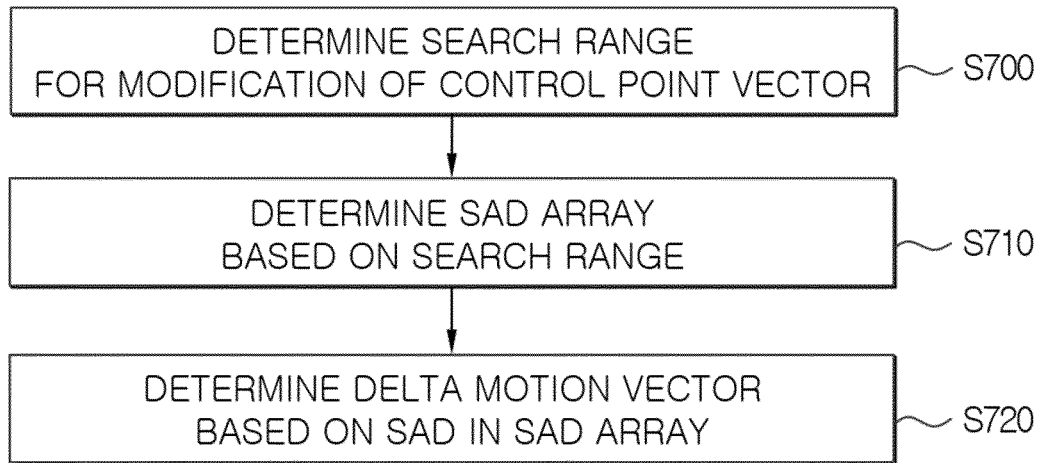 DETERMINE SEARCH RANGE
FOR MODIFICATION OF CONTROL POINT VECTOR
S700
DETERMINE SAD ARRAY
BASED ON SEARCH RANGE
S710
DETERMINE DELTA MOTION VECTOR
BASED ON SAD IN SAD ARRAY
S720